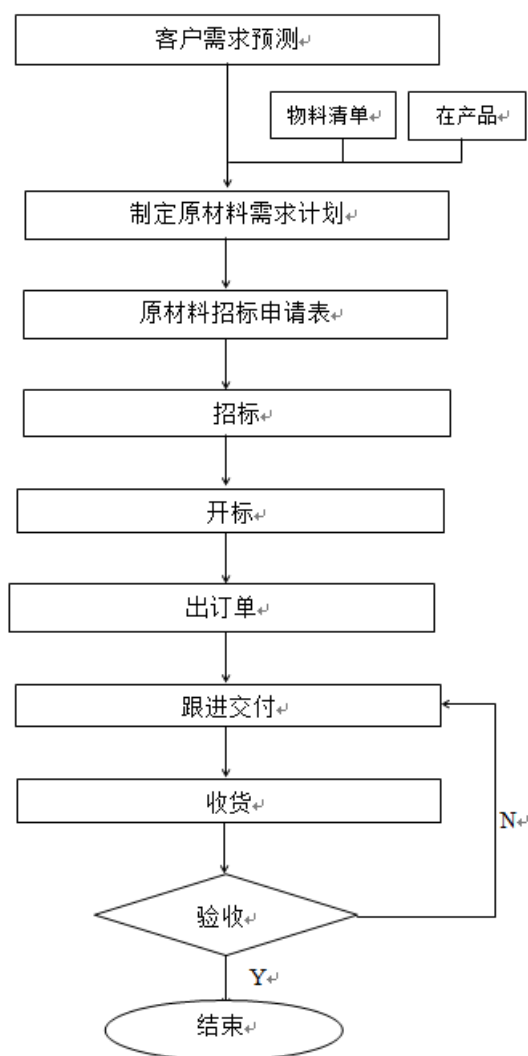 客户需求预测
物料清单
在产品
制定原材料需求计划
原材料招标申请表
招标
开标
出订单
跟进交付
收货
N
验收
Y
结束